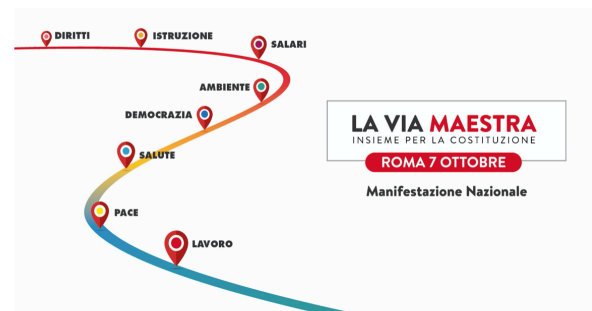 DIRITTI
ISTRUZIONE
SALARI
AMBIENTE
DEMOCRAZIA
SALUTE
PACE
LAVORO
LA VIA MAESTRA
INSIEME PER LA COSTITUZIONE
ROMA 7 OTTOBRE
Manifestazione Nazionale